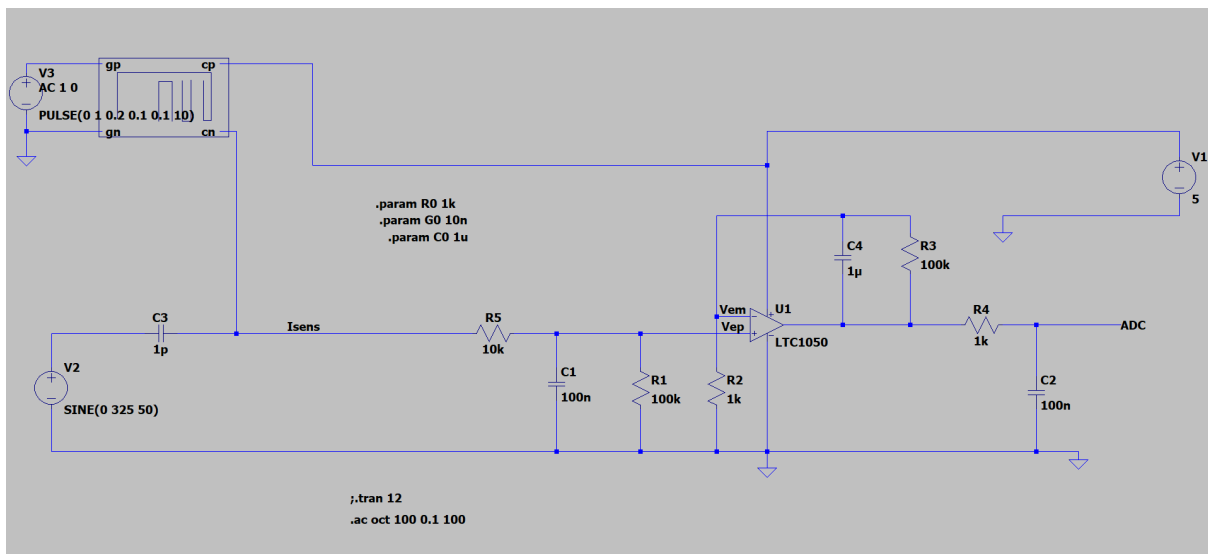 V3
AC 1 0
PULSE(0 1 0.2 0.1 0.1 10)
gp
cp
gn
cn
V1
5
.param R0 1k
.param G0 10n
.param C0 1u
C4
1µ
R3
100k
C3
1p
Isens
R5
10k
Vem
Vep
U1
LTC1050
R4
1k
ADC
V2
SINE(0 325 50)
C1
100n
R1
100k
R2
1k
C2
100n
;.tran 12
.ac oct 100 0.1 100